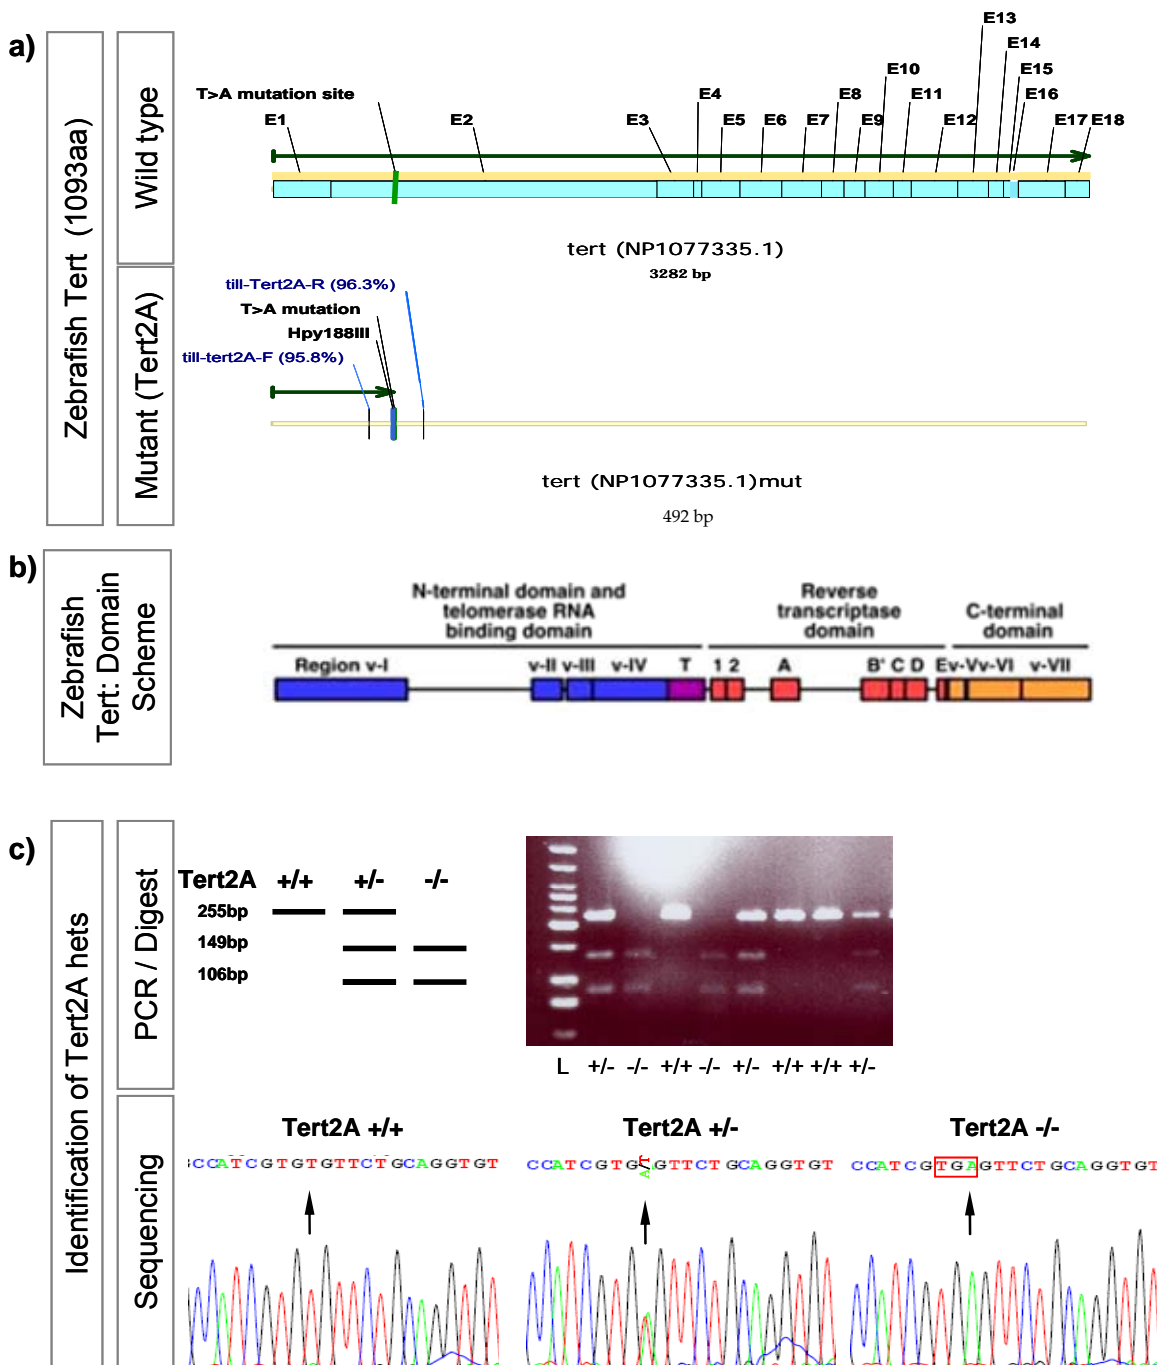 a)
Zebrafish Tert (1093aa)
Wild type
E13
E14
E10
E15
T>A mutation site
E4
E8
E11
E16
E1
E2
E3
E5
E6
E7
E9
E12
E17
E18
tert (NP1077335.1)
3282 bp
Mutant (Tert2A)
till-Tert2A-R (96.3%)
T>A mutation
Hpy188III
till-tert2A-F (95.8%)
tert (NP1077335.1)mut
492 bp
b)
Zebrafish
Tert: Domain
Scheme
N-terminal domain and
telomerase RNA
binding domain
Reverse
transcriptase
domain
C-terminal
domain
Region v-I
v-II v-III v-IV T 1 2 A B' C D Ev-Vv-VI v-VII
c)
Identification of Tert2A hets
PCR / Digest
Tert2A +/+ +/- -/-
255bp
149bp
106bp
L +/- -/- +/+ -/- +/- +/+ +/+ +/-
Sequencing
Tert2A +/+
Tert2A +/-
Tert2A -/-
CCATCGTGTGTTCTGCAGGTGT
CCATCGTG
T
A
GTTCTGCAGGTGT
CCATCGTGAGTTCTGCAGGTGT